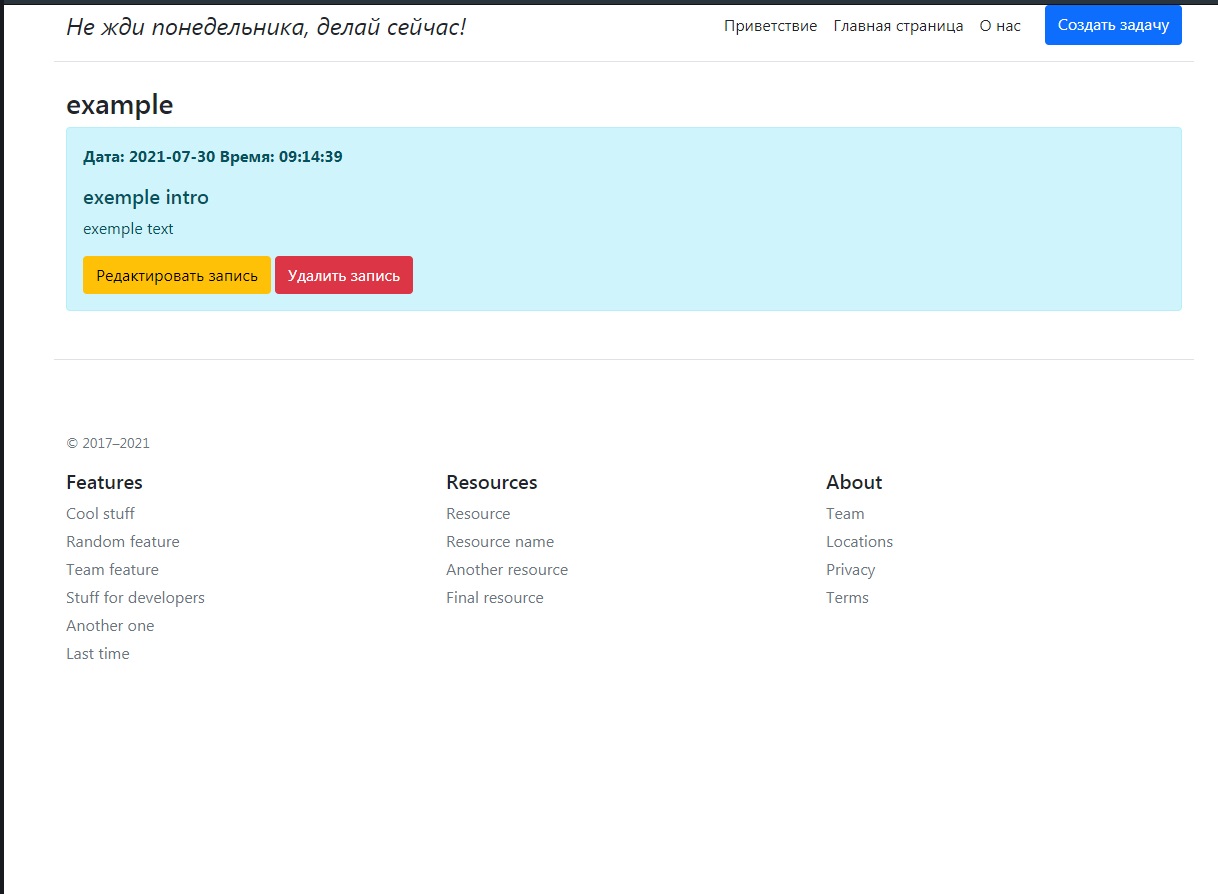 Не жди понедельника, делай сейчас!
Приветствие Главная страница О нас Создать задачу
example
Дата: 2021-07-30 Время: 09:14:39
exemple intro
exemple text
Редактировать запись Удалить запись
© 2017–2021
Features
Cool stuff
Random feature
Team feature
Stuff for developers
Another one
Last time
Resources
Resource
Resource name
Another resource
Final resource
About
Team
Locations
Privacy
Terms